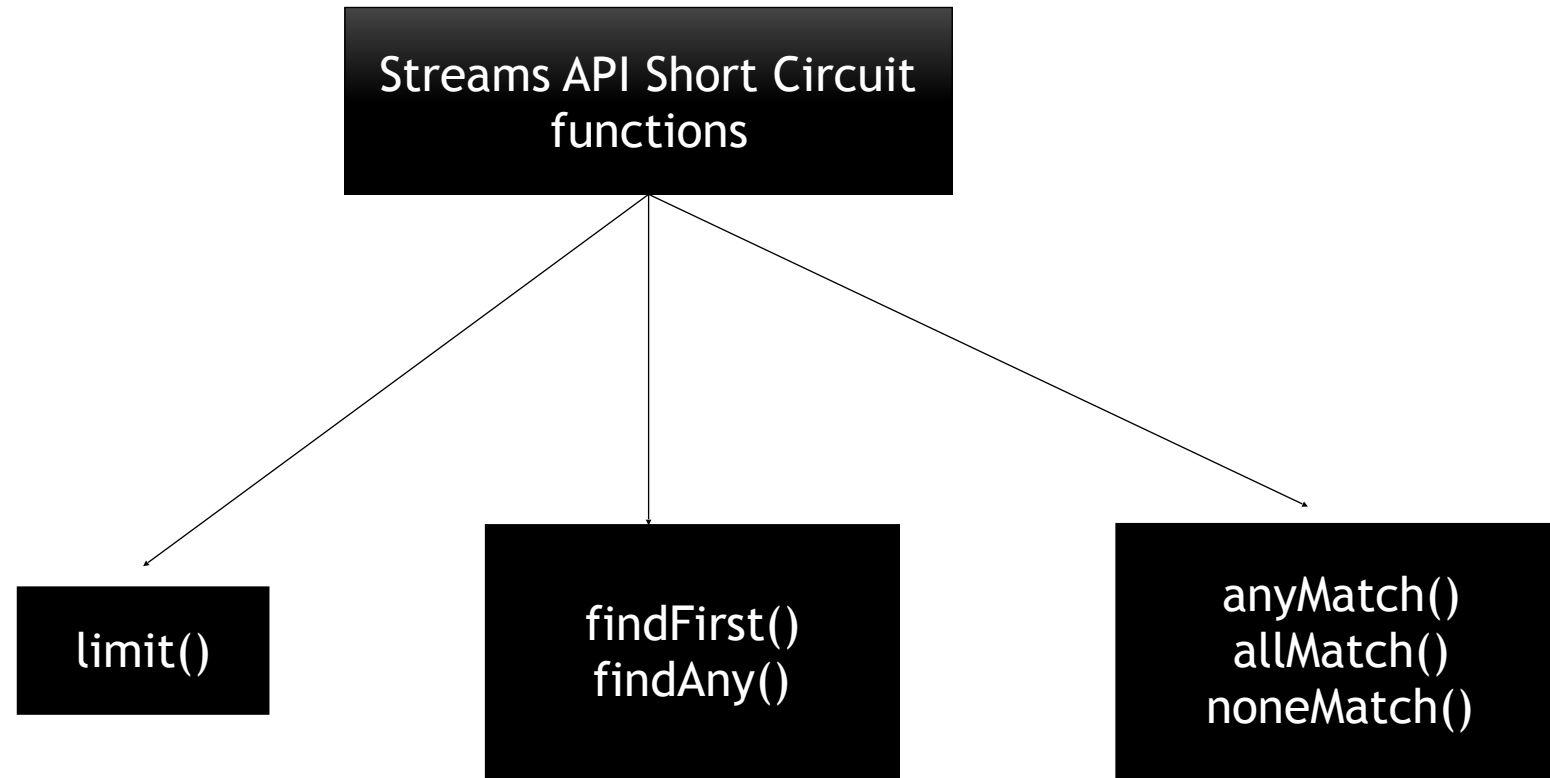 Streams API Short Circuit
functions
limit()
findFirst()
findAny()
anyMatch()
allMatch()
noneMatch()